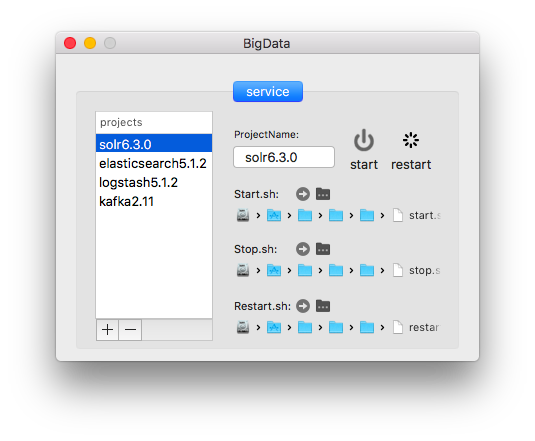 BigData
service
projects
solr6.3.0
elasticsearch5.1.2
logstash5.1.2
kafka2.11
ProjectName:
solr6.3.0
start restart
Start.sh:
start.s
Stop.sh:
stop.s
Restart.sh:
restar